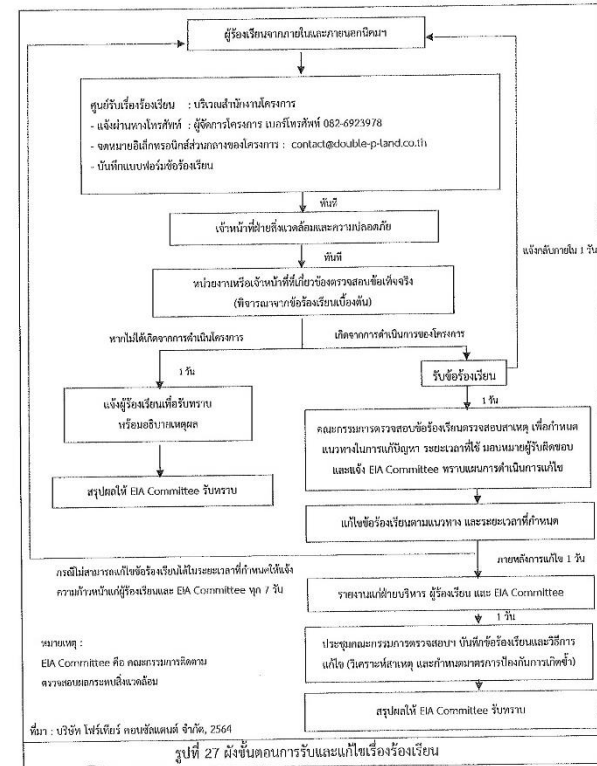 ผู้ร้องเรียนจากภายในและภายนอกนิคมฯ
ศูนย์รับเรื่องร้องเรียน : บริเวณสำนักงานโครงการ
- แจ้งผ่านทางโทรศัพท์ : ผู้จัดการโครงการ เบอร์โทรศัพท์ 082-6923978
- จดหมายอิเล็กทรอนิกส์ส่วนกลางของโครงการ : contact@double-p-land.co.th
- บันทึกแบบฟอร์มข้อร้องเรียน
ทันที
เจ้าหน้าที่ฝ่ายสิ่งแวดล้อมและความปลอดภัย
แจ้งกลับภายใน 1 วัน
ทันที
หน่วยงานหรือเจ้าหน้าที่ที่เกี่ยวข้องตรวจสอบข้อเท็จจริง
(พิจารณาจากข้อร้องเรียนเบื้องต้น)
หากไม่ได้เกิดจากการดำเนินโครงการ
เกิดจากการดำเนินการของโครงการ
1 วัน
รับข้อร้องเรียน
แจ้งผู้ร้องเรียนเพื่อรับทราบ
พร้อมอธิบายเหตุผล
1 วัน
คณะกรรมการตรวจสอบข้อร้องเรียนตรวจสอบสาเหตุ เพื่อกำหนด
แนวทางในการแก้ปัญหา ระยะเวลาที่ใช้ มอบหมายผู้รับผิดชอบ
และแจ้ง EIA Committee ทราบแผนการดำเนินการแก้ไข
สรุปผลให้ EIA Committee รับทราบ
แก้ไขข้อร้องเรียนตามแนวทาง และระยะเวลาที่กำหนด
ภายหลังการแก้ไข 1 วัน
กรณีไม่สามารถแก้ไขข้อร้องเรียนได้ในระยะเวลาที่กำหนดให้แจ้ง
ความก้าวหน้าแก่ผู้ร้องเรียนและ EIA Committee ทุก 7 วัน
รายงานแก่ฝ่ายบริหาร ผู้ร้องเรียน และ EIA Committee
1 วัน
ประชุมคณะกรรมการตรวจสอบฯ บันทึกข้อร้องเรียนและวิธีการ
แก้ไข (วิเคราะห์สาเหตุ และกำหนดมาตรการป้องกันการเกิดซ้ำ)
หมายเหตุ :
EIA Committee คือ คณะกรรมการติดตาม
ตรวจสอบผลกระทบสิ่งแวดล้อม
สรุปผลให้ EIA Committee รับทราบ
ที่มา : บริษัท โฟร์เทียร์ คอนซัลแตนต์ จำกัด, 2564
รูปที่ 27 ผังขั้นตอนการรับและแก้ไขเรื่องร้องเรียน